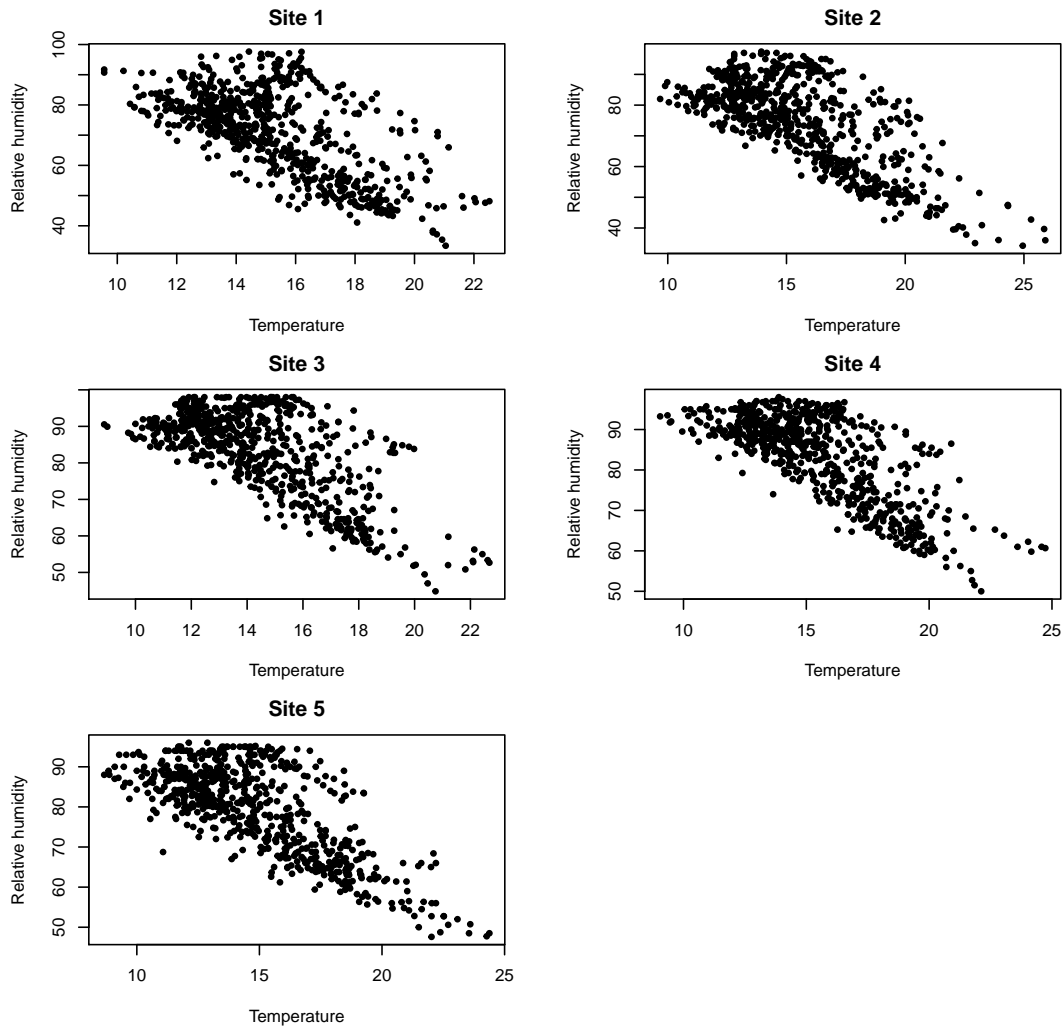 Site 1
Relative humidity
40 60 80 100
10 12 14 16 18 20 22
Temperature
Site 2
Relative humidity
40 60 80
10 15 20 25
Temperature
Site 3
Relative humidity
50 60 70 80 90
10 12 14 16 18 20 22
Temperature
Site 4
Relative humidity
50 60 70 80 90
10 15 20 25
Temperature
Site 5
Relative humidity
50 60 70 80 90
10 15 20 25
Temperature